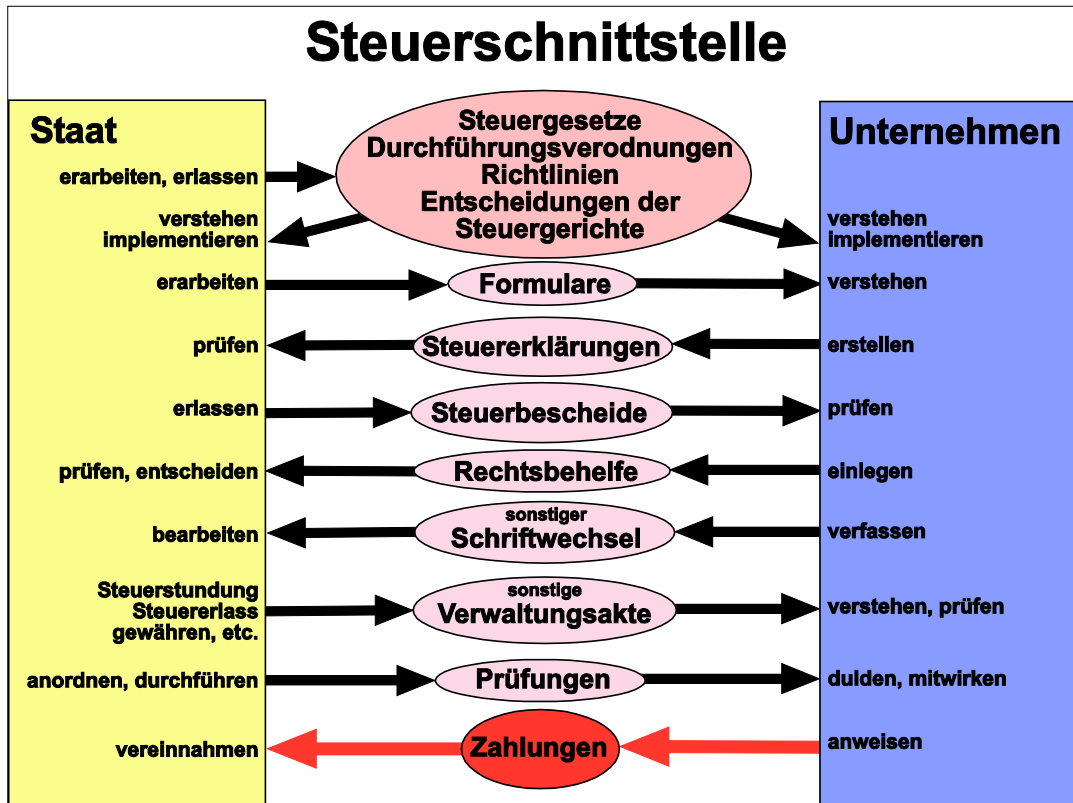 Steuerschnittstelle
Staat
Unternehmen
Steuergesetze
Durchführungsverodnungen
Richtlinien
Entscheidungen der
Steuergerichte
erarbeiten, erlassen
verstehen
implementieren
verstehen
implementieren
erarbeiten
Formulare
verstehen
prüfen
Steuererklärungen
erstellen
erlassen
Steuerbescheide
prüfen
prüfen, entscheiden
Rechtsbehelfe
einlegen
bearbeiten
sonstiger
Schriftwechsel
verfassen
Steuerstundung
Steuererlass
gewähren, etc.
sonstige
Verwaltungsakte
verstehen, prüfen
anordnen, durchführen
Prüfungen
dulden, mitwirken
vereinnahmen
Zahlungen
anweisen